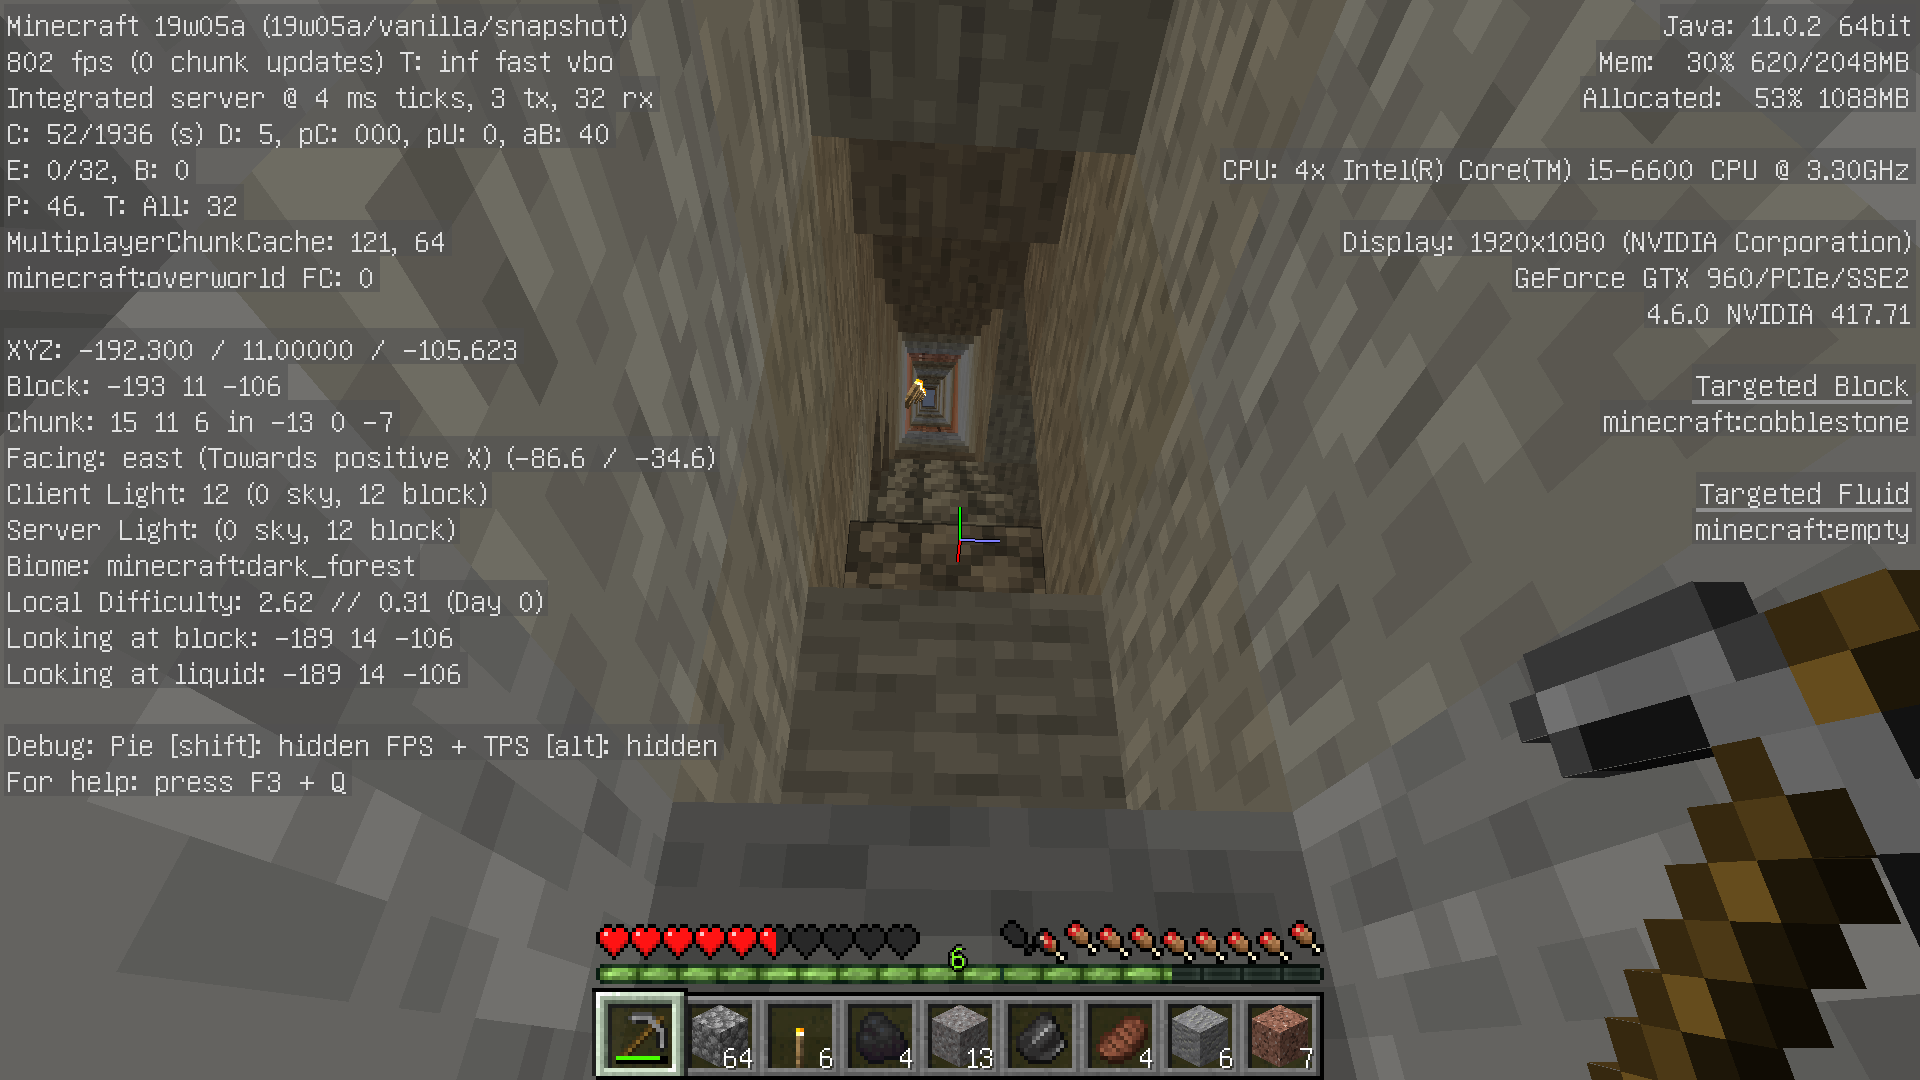 Minecraft 19w05a (19w05a/vanilla/snapshot)
802 fps (0 chunk updates) T: inf fast vbo
Integrated server @ 4 ms ticks, 3 tx, 32 rx
C: 52/1936 (s) D: 5, pC: 000, pU: 0, aB: 40
E: 0/32, B: 0
P: 46. T: All: 32
MultiplayerChunkCache: 121, 64
minecraft:overworld FC: 0
XYZ: -192.300 / 11.00000 / -105.623
Block: -193 11 -106
Chunk: 15 11 6 in -13 0 -7
Facing: east (Towards positive X) (-86.6 / -34.6)
Client Light: 12 (0 sky, 12 block)
Server Light: (0 sky, 12 block)
Biome: minecraft:dark_forest
Local Difficulty: 2.62 // 0.31 (Day 0)
Looking at block: -189 14 -106
Looking at liquid: -189 14 -106
Debug: Pie [shift]: hidden FPS + TPS [alt]: hidden
For help: press F3 + Q
Java: 11.0.2 64bit
Mem: 30% 620/2048MB
Allocated: 53% 1088MB
CPU: 4x Intel(R) Core(TM) i5-6600 CPU @ 3.30GHz
Display: 1920x1080 (NVIDIA Corporation)
GeForce GTX 960/PCIe/SSE2
4.6.0 NVIDIA 417.71
Targeted Block
minecraft:cobblestone
Targeted Fluid
minecraft:empty
6
64 6 4 13 4 6 7